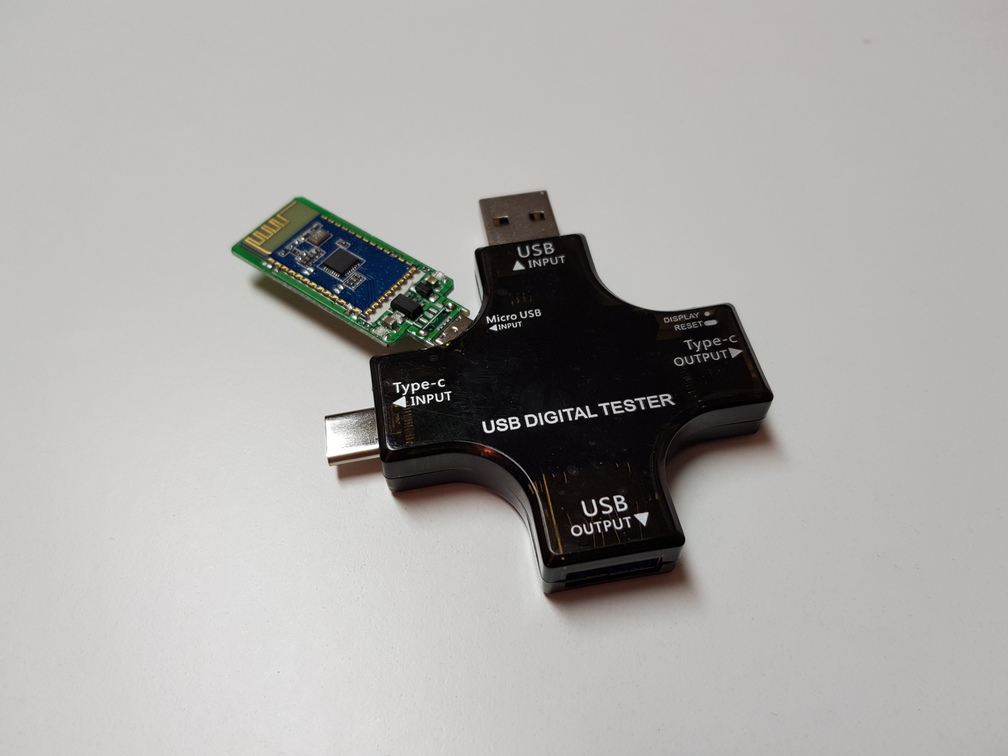 USB
▲INPUT
Micro USB
◀INPUT
DISPLAY
RESET
Type-c
OUTPUT▶
Type-c
◀INPUT
USB DIGITAL TESTER
USB
OUTPUT▼